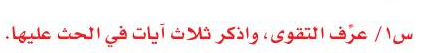 س١/ عرِّف التقوى، واذكر ثلاث آيات في الحث عليها.